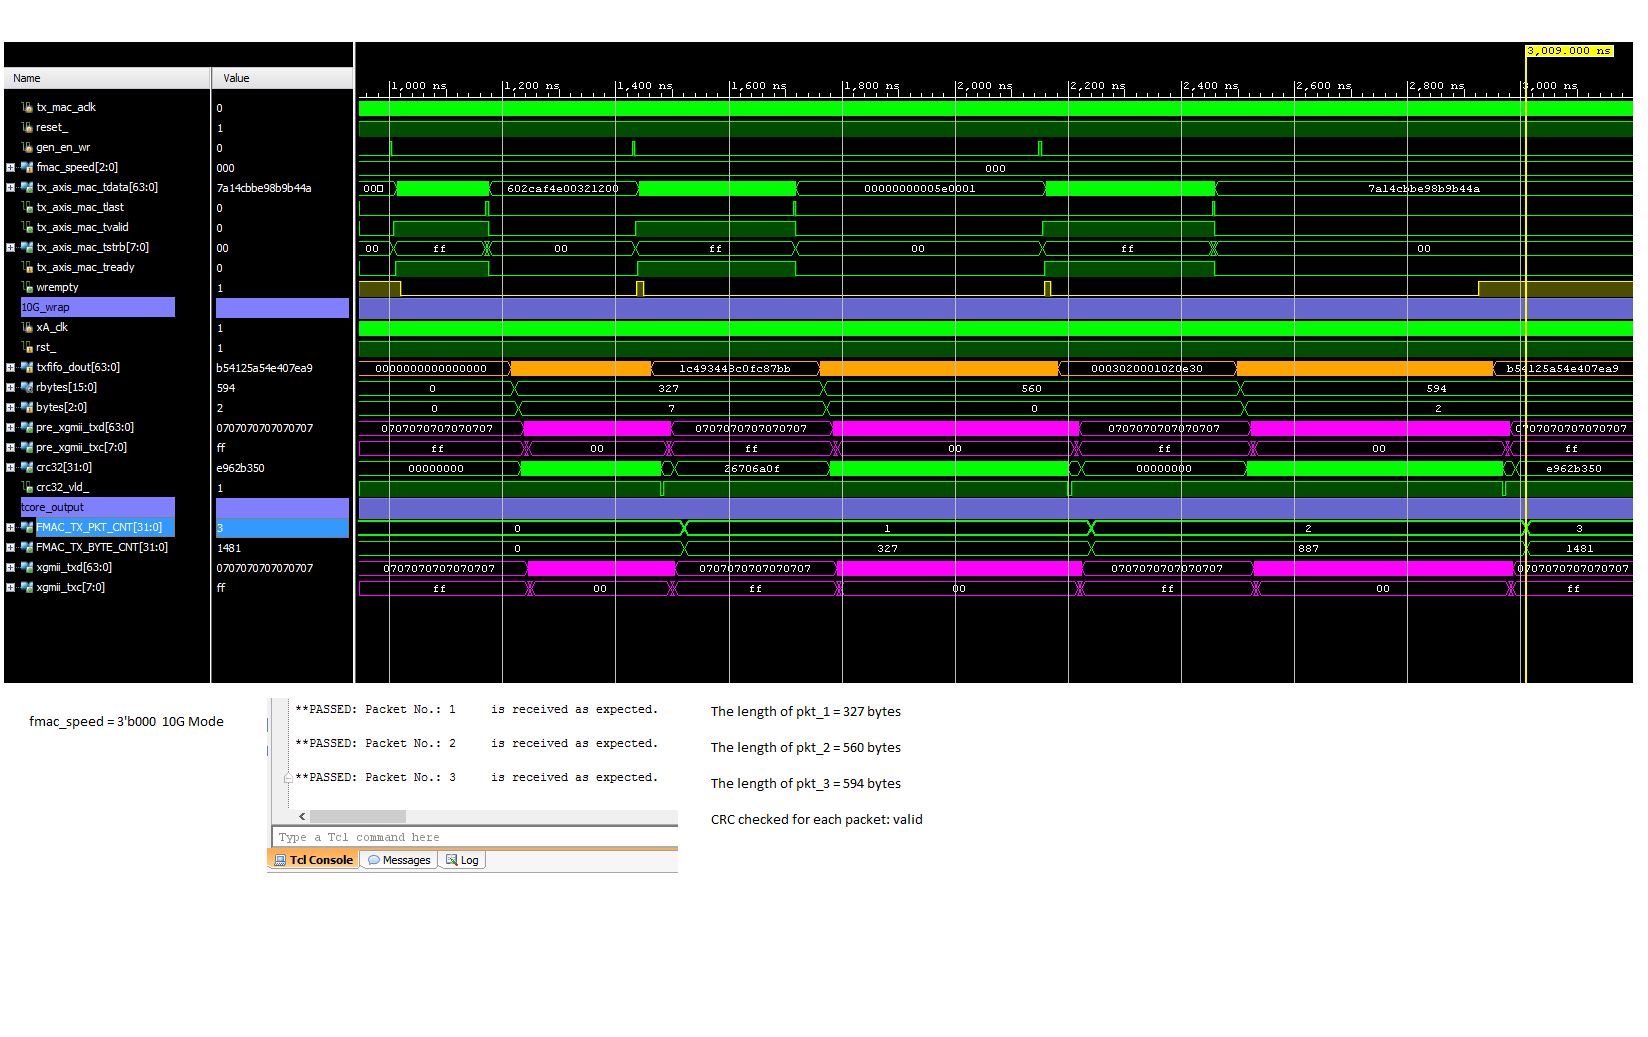 3,009.000 ns
Name Value
1,000 ns 1,200 ns 1,400 ns 1,600 ns 1,800 ns 2,000 ns 2,200 ns 2,400 ns 2,600 ns 2,800 ns 3,000 ns
tx_mac_aclk 0
reset_ 1
gen_en_wr 0
fmac_speed[2:0] 000 000
tx_axis_mac_tdata[63:0] 7a14cbbe98b9b44a 00 602caf4e00321200 00000000005e0001 7a14cbbe98b9b44a
tx_axis_mac_tlast 0
tx_axis_mac_tvalid 0
tx_axis_mac_tstrb[7:0] 00 00 ff 00 ff 00 ff 00
tx_axis_mac_tready 0
wrempty 1
10G_wrap
xA_clk 1
rst_ 1
txfifo_dout[63:0] b54125a54e407ea9 0000000000000000 1c493443c0fc87bb 0003020001020e30 b54125a54e407ea9
rbytes[15:0] 594 0 327 560 594
bytes[2:0] 2 0 7 0 2
pre_xgmii_txd[63:0] 0707070707070707 0707070707070707 0707070707070707 0707070707070707 0707070707070707
pre_xgmii_txc[7:0] ff ff 00 ff 00 ff 00 ff
crc32[31:0] e962b350 00000000 26706a0f 00000000 e962b350
crc32_vld_ 1
tcore_output
FMAC_TX_PKT_CNT[31:0] 3 0 1 2 3
FMAC_TX_BYTE_CNT[31:0] 1481 0 327 887 1481
xgmii_txd[63:0] 0707070707070707 0707070707070707 0707070707070707 0707070707070707 0707070707070707
xgmii_txc[7:0] ff ff 00 ff 00 ff 00 ff
fmac_speed = 3'b000 10G Mode
**PASSED: Packet No.: 1 is received as expected.
**PASSED: Packet No.: 2 is received as expected.
**PASSED: Packet No.: 3 is received as expected.
Type a Tcl command here
Tcl Console Messages Log
The length of pkt_1 = 327 bytes
The length of pkt_2 = 560 bytes
The length of pkt_3 = 594 bytes
CRC checked for each packet: valid